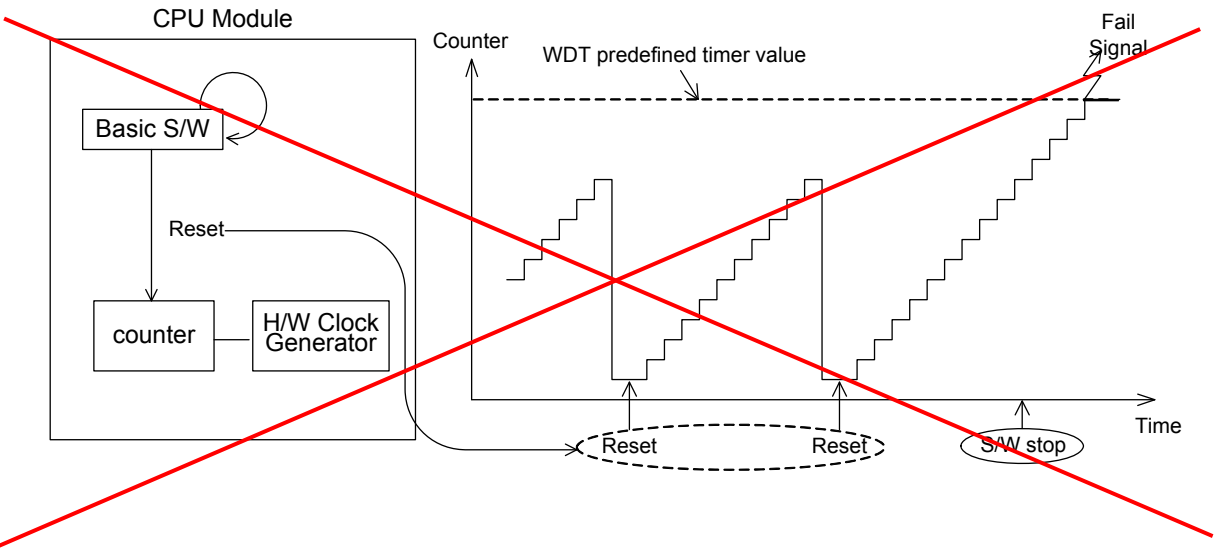 CPU Module
Basic S/W
Reset
counter
H/W Clock
Generator
Counter
WDT predefined timer value
Fail
Signal
Reset
Reset
S/W stop
Time